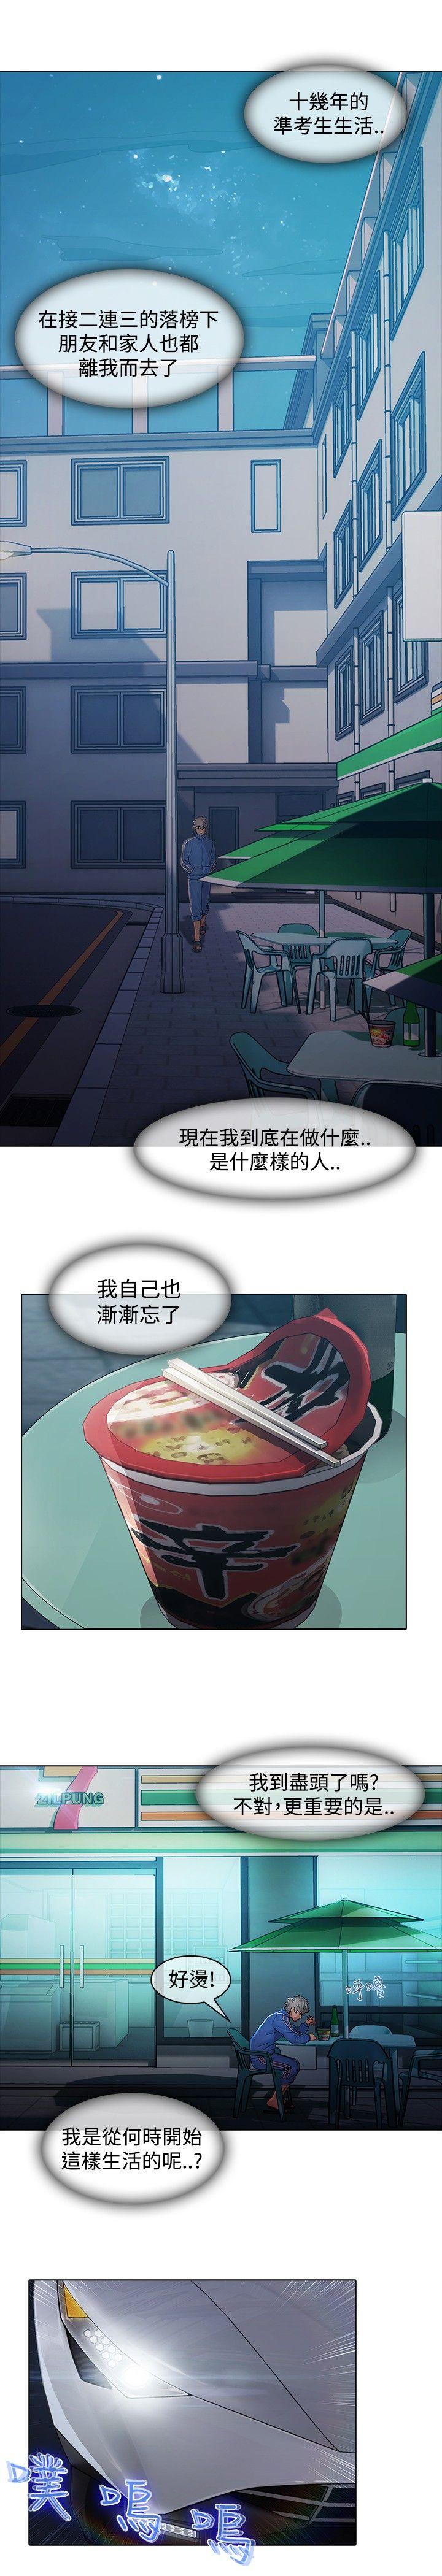 十幾年的
準考生生活..
在接二連三的落榜下
朋友和家人也都
離我而去了
現在我到底在做什麼..
是什麼樣的人..
我自己也
漸漸忘了
辛
我到盡頭了嗎?
不對,更重要的是..
7
ZILPUNG
好燙!
呼嚕
我是從何時開始
這樣生活的呢..?
噗嗚嗚